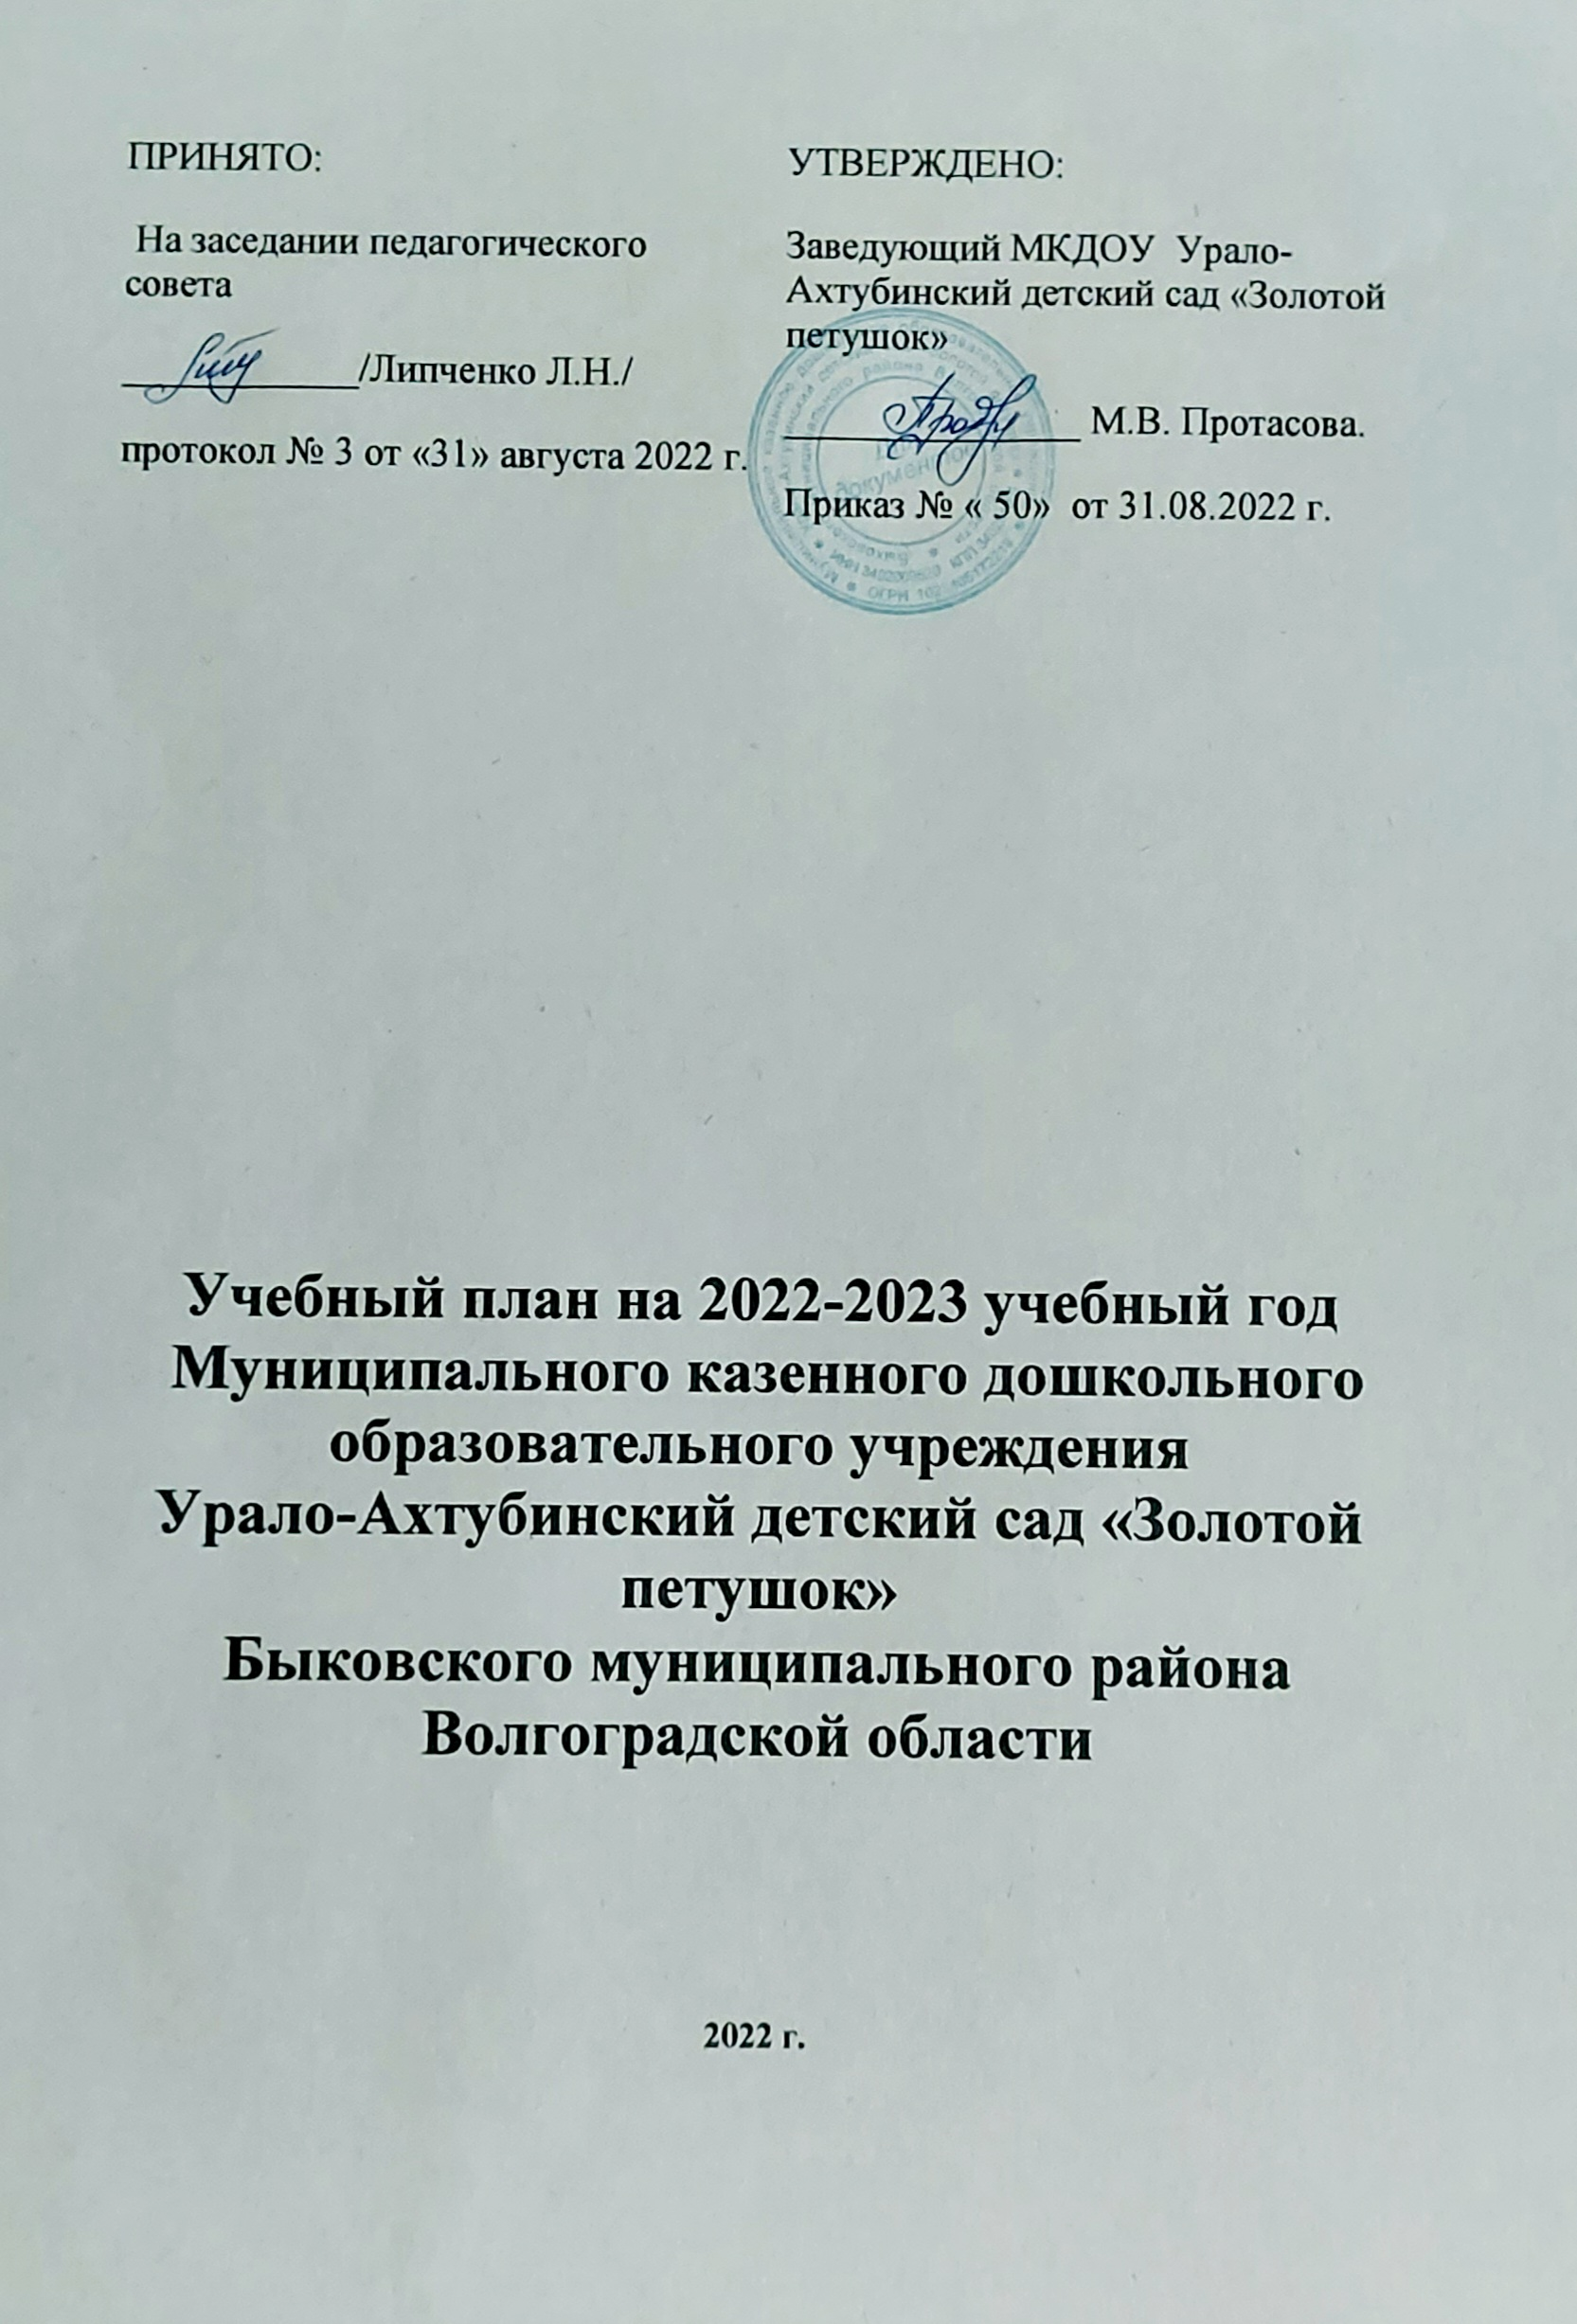 ПРИНЯТО:
На заседании педагогического
совета
/Липченко Л.Н./
протокол № 3 от «31» августа 2022 г.
УТВЕРЖДЕНО:
Заведующий МКДОУ Урало-
Ахтубинский детский сад «Золотой
петушок»
М.В. Протасова.
Приказ № « 50» от 31.08.2022 г.
Учебный план на 2022-2023 учебный год
Муниципального казенного дошкольного
образовательного учреждения
Урало-Ахтубинский детский сад «Золотой
петушок»
Быковского муниципального района
Волгоградской области
2022 г.